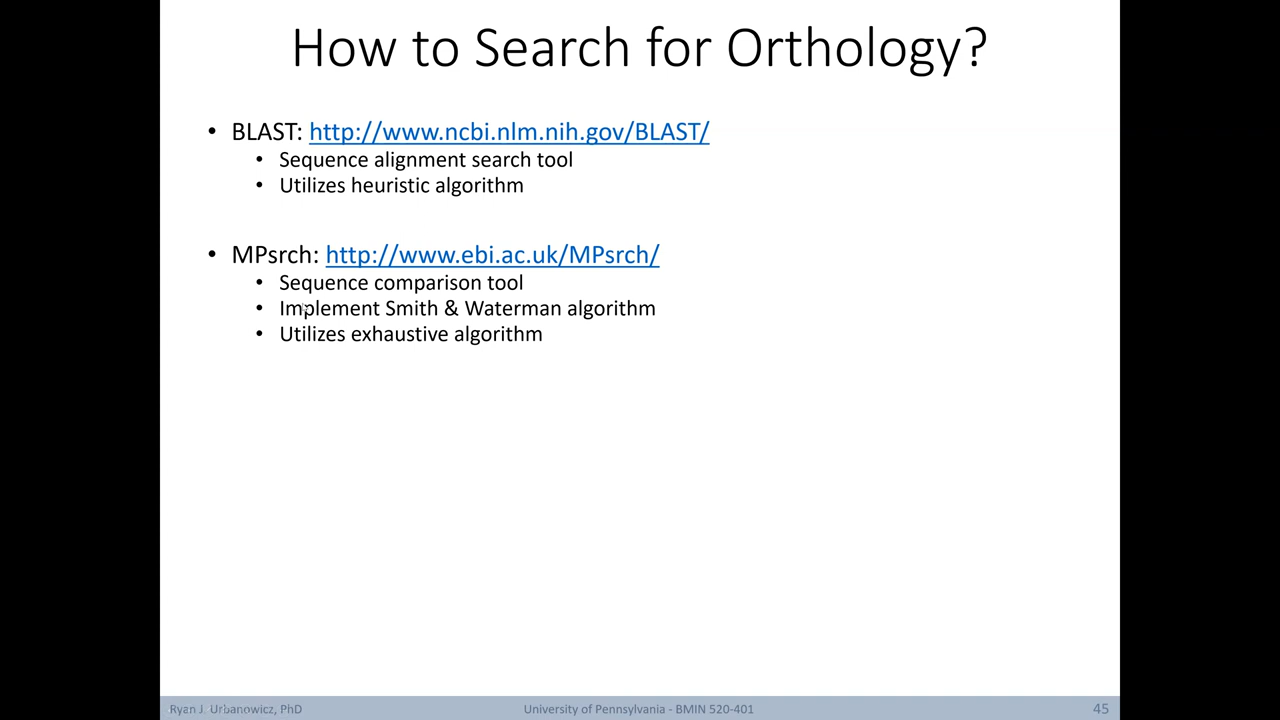 How to Search for Orthology?
• BLAST: http://www.ncbi.nlm.nih.gov/BLAST/
• Sequence alignment search tool
• Utilizes heuristic algorithm
• MPsrch: http://www.ebi.ac.uk/MPsrch/
• Sequence comparison tool
• Implement Smith & Waterman algorithm
• Utilizes exhaustive algorithm
Ryan J. Urbanowicz, PhD
University of Pennsylvania - BMIN 520-401
45